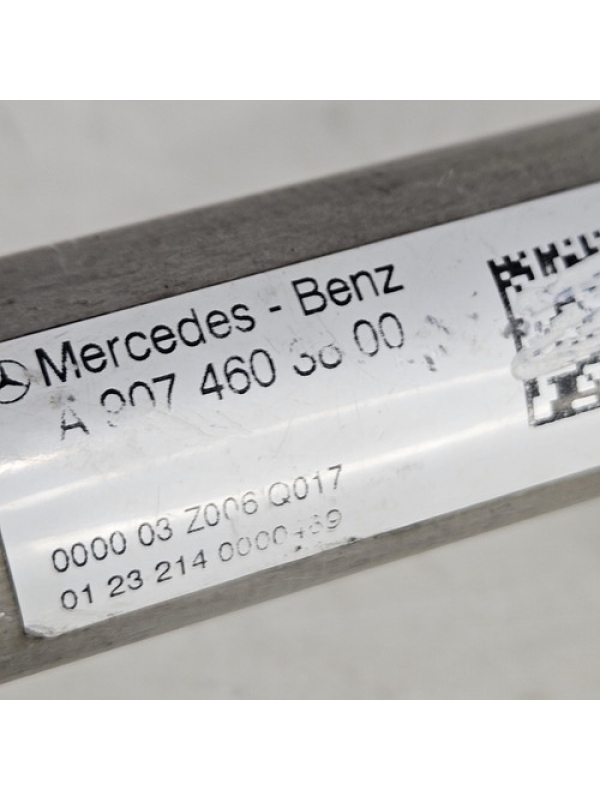 Mercedes - Benz
A 907 460 00
0000 03 Z006 Q017
01 23 214